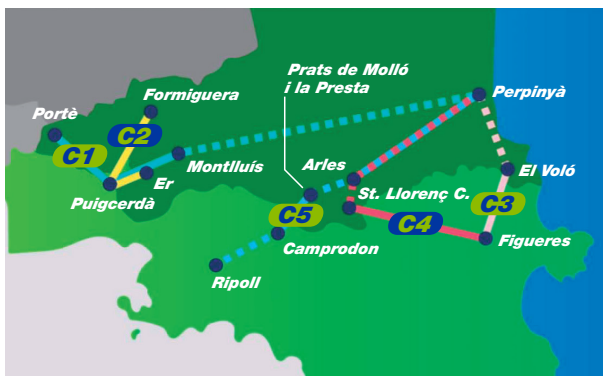 Prats de Molló
i la Presta
Perpinyà
Formiguera
Portè
C2
C1
Er
Montlluís
Arles
El Voló
Puigcerdà
St. Llorenç C.
C3
C5
C4
Camprodon
Figueres
Ripoll